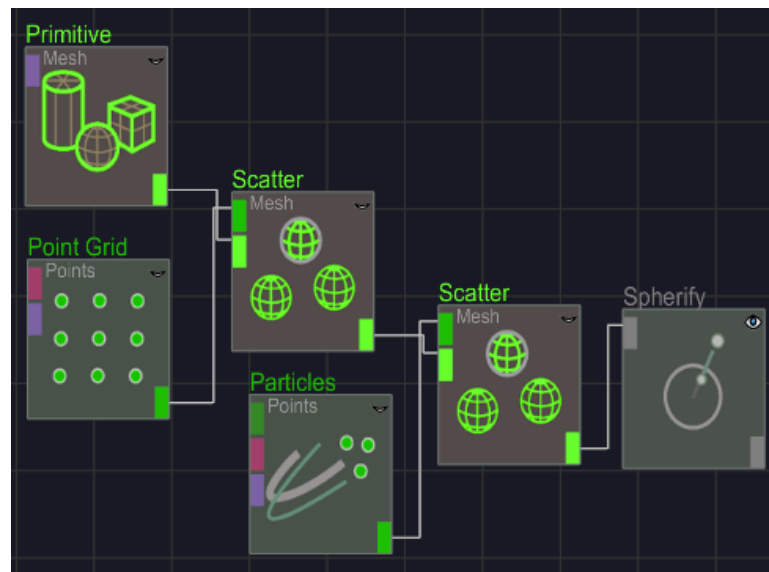 Primitive
Mesh
Scatter
Mesh
Point Grid
Points
Scatter
Mesh
Spherify
Particles
Points